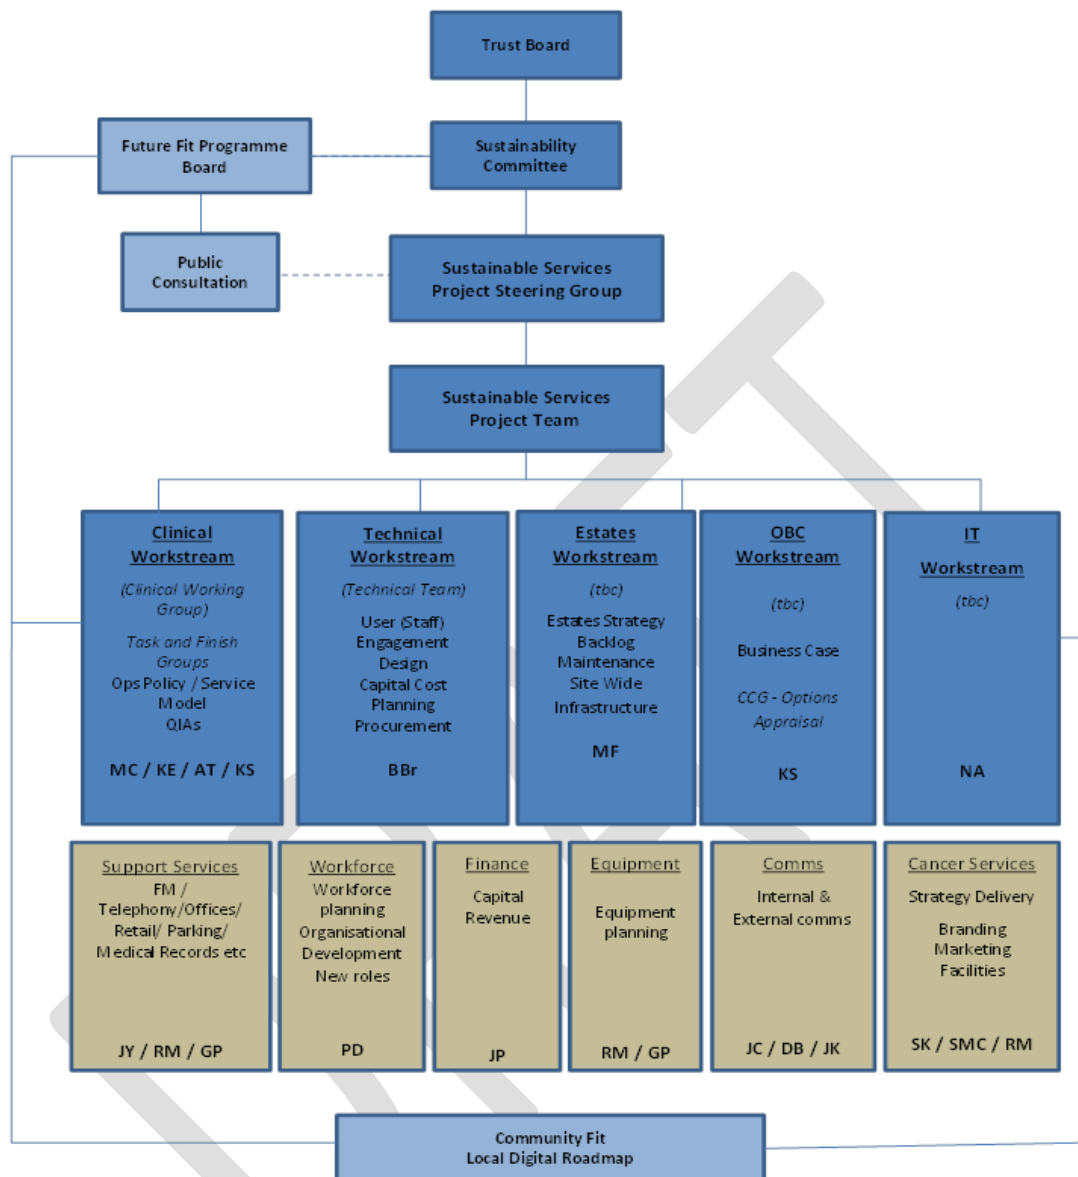 Trust Board
Future Fit Programme
Board
Sustainability
Committee
Public
Consultation
Sustainable Services
Project Steering Group
Sustainable Services
Project Team
Clinical
Workstream
(Clinical Working
Group)
Task and Finish
Groups
Ops Policy / Service
Model
QIAs
MC / KE / AT / KS
Technical
Workstream
(Technical Team)
User (Staff)
Engagement
Design
Capital Cost
Planning
Procurement
BBr
Estates
Workstream
(tbc)
Estates Strategy
Backlog
Maintenance
Site Wide
Infrastructure
MF
OBC
Workstream
(tbc)
Business Case
CCG - Options
Appraisal
KS
IT
Workstream
(tbc)
NA
Support Services
FM /
Telephony/Offices/
Retail/ Parking/
Medical Records etc
JY / RM / GP
Workforce
Workforce
planning
Organisational
Development
New roles
PD
Finance
Capital
Revenue
JP
Equipment
Equipment
planning
RM / GP
Comms
Internal &
External comms
JC / DB / JK
Cancer Services
Strategy Delivery
Branding
Marketing
Facilities
SK / SMC / RM
Community Fit
Local Digital Roadmap